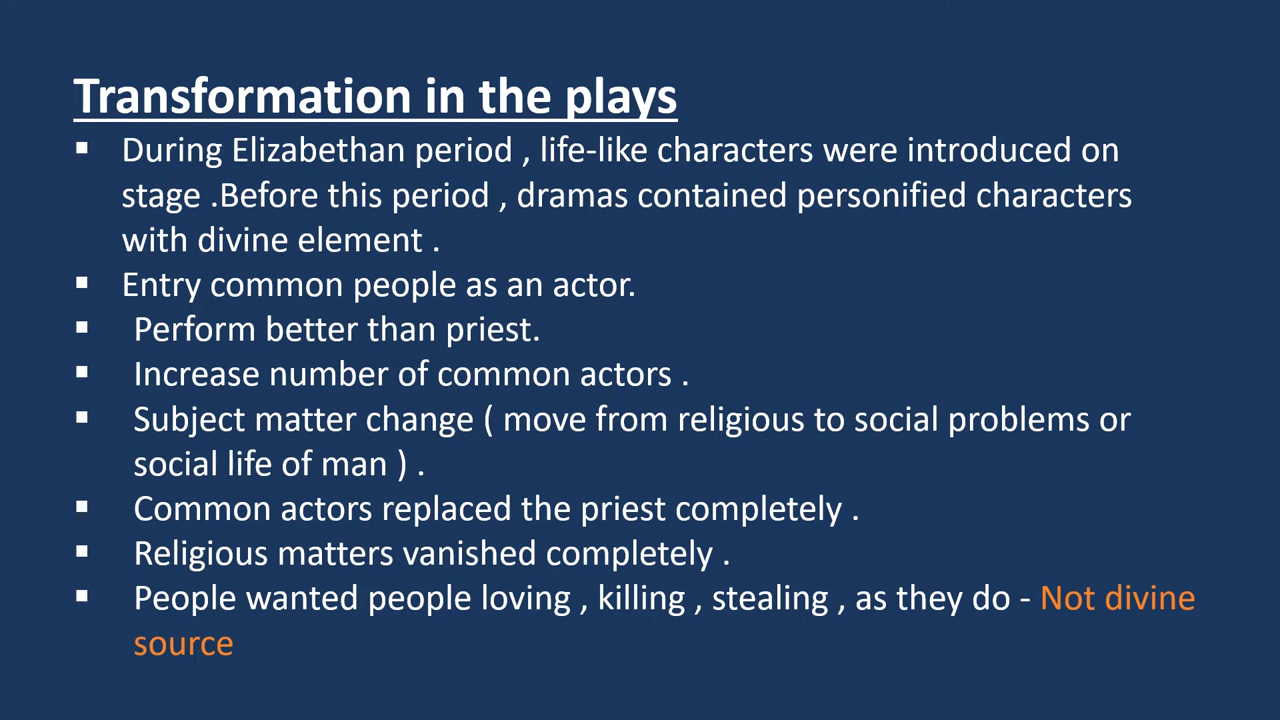 Transformation in the plays
▪ During Elizabethan period , life-like characters were introduced on
stage .Before this period , dramas contained personified characters
with divine element .
▪ Entry common people as an actor.
▪ Perform better than priest.
▪ Increase number of common actors .
▪ Subject matter change ( move from religious to social problems or
social life of man ) .
▪ Common actors replaced the priest completely .
▪ Religious matters vanished completely .
▪ People wanted people loving , killing , stealing , as they do - Not divine
source